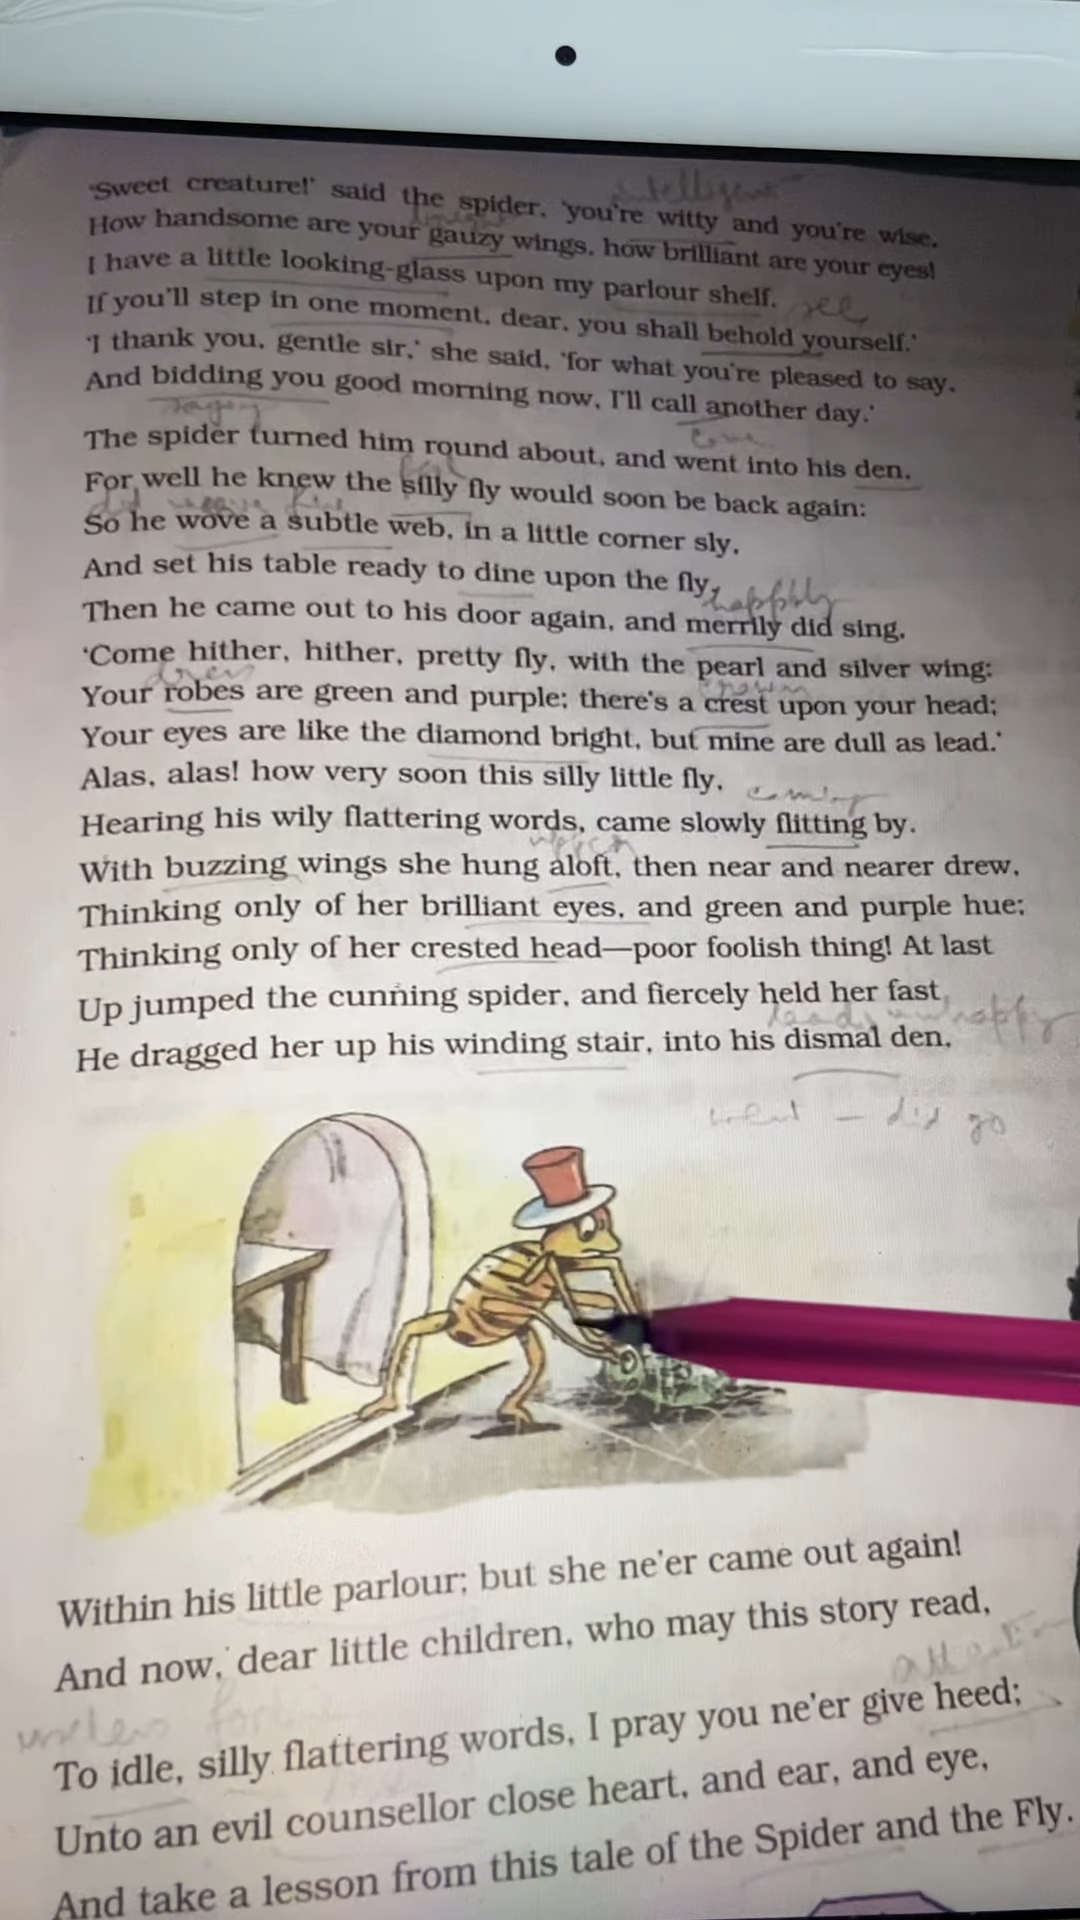 intelligent
'Sweet creature!' said the spider, 'you're witty and you're wise,
How handsome are your gauzy wings, how brilliant are your eyes!
I have a little looking-glass upon my parlour shelf,
see
If you'll step in one moment, dear, you shall behold yourself.'
'I thank you, gentle sir,' she said, 'for what you're pleased to say,
And bidding you good morning now, I'll call another day.'
come
The spider turned him round about, and went into his den,
For well he knew the silly fly would soon be back again:
did weave fine
So he wove a subtle web, in a little corner sly,
And set his table ready to dine upon the fly,
happily
Then he came out to his door again, and merrily did sing,
'Come hither, hither, pretty fly, with the pearl and silver wing:
dress crown
Your robes are green and purple; there's a crest upon your head;
Your eyes are like the diamond bright, but mine are dull as lead.'
Alas, alas! how very soon this silly little fly,
coming
Hearing his wily flattering words, came slowly flitting by.
With buzzing wings she hung aloft, then near and nearer drew,
Thinking only of her brilliant eyes, and green and purple hue;
Thinking only of her crested head—poor foolish thing! At last
Up jumped the cunning spider, and fiercely held her fast
unhappy
He dragged her up his winding stair, into his dismal den,
went — did go
Within his little parlour; but she ne'er came out again!
And now, dear little children, who may this story read,
To idle, silly flattering words, I pray you ne'er give heed;
Unto an evil counsellor close heart, and ear, and eye,
And take a lesson from this tale of the Spider and the Fly.